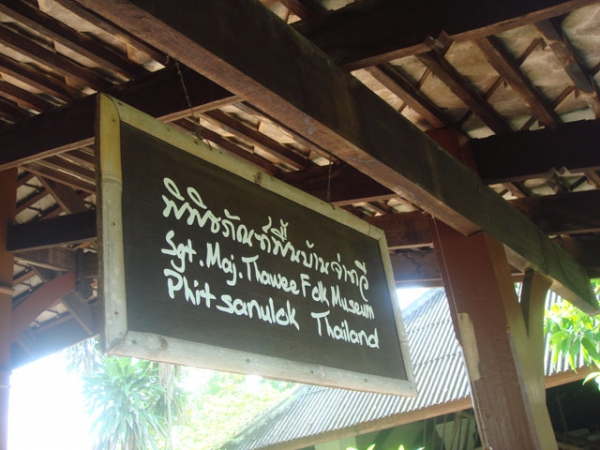 พิพิธภัณฑ์พื้นบ้านจ่าทวี
Sgt. Maj. Thawee Folk Museum
Phitsanulok Thailand